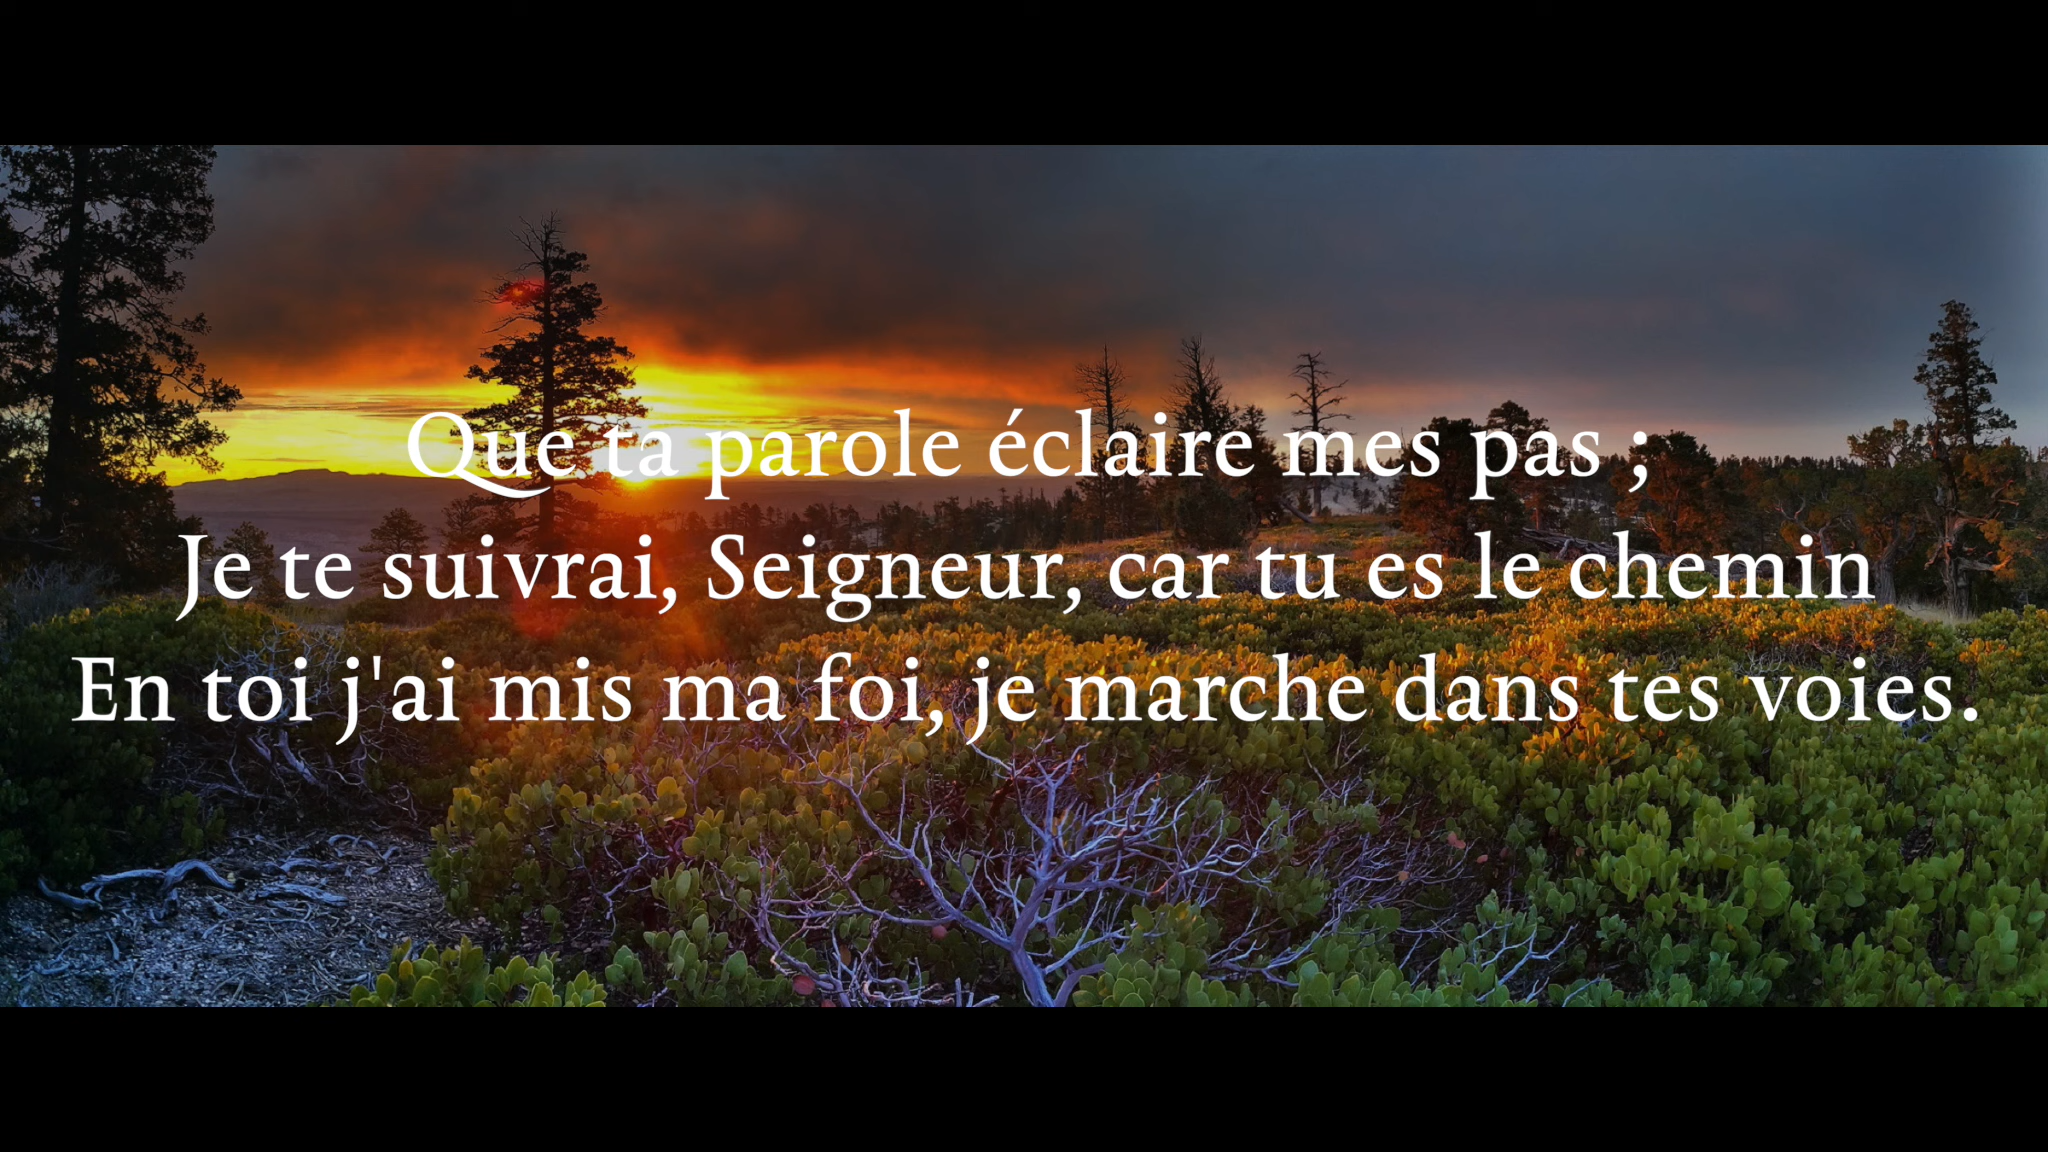 Que ta parole éclaire mes pas ;
Je te suivrai, Seigneur, car tu es le chemin
En toi j'ai mis ma foi, je marche dans tes voies.